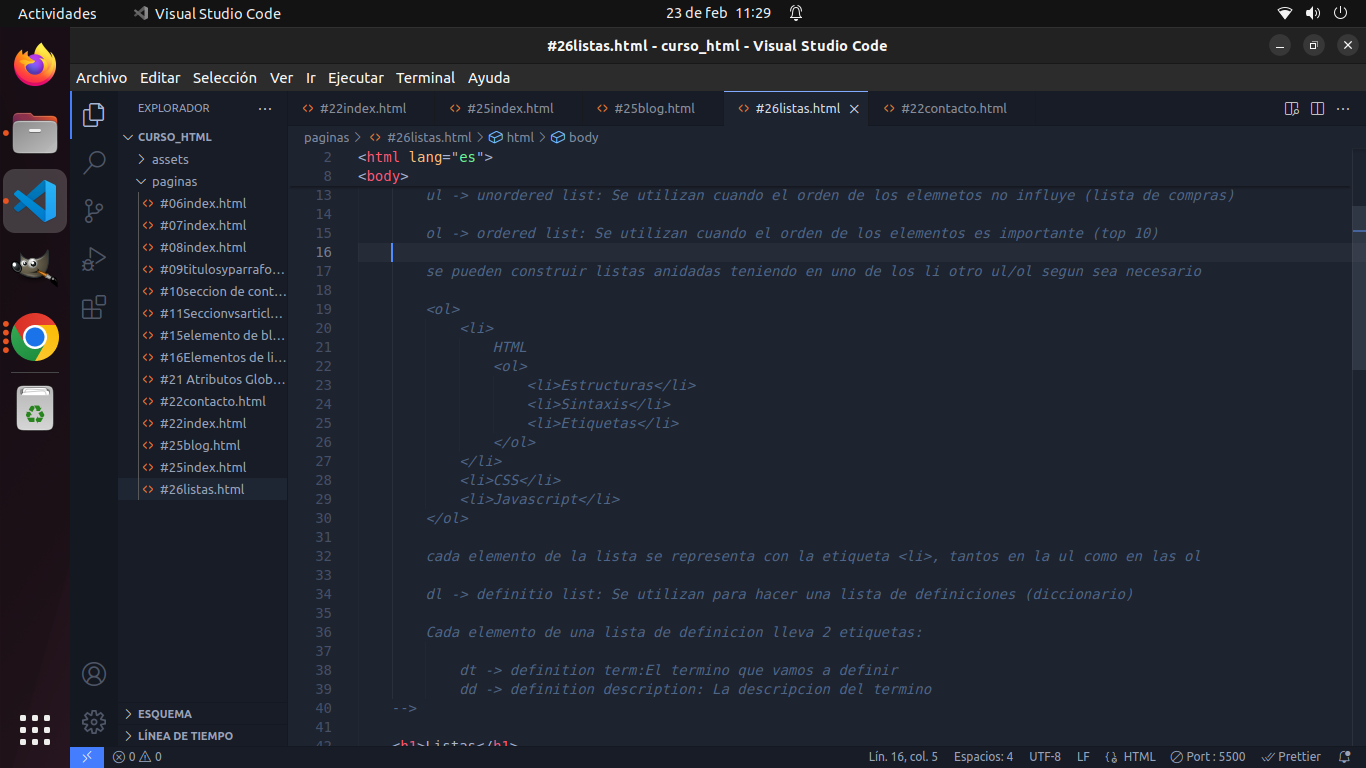 Actividades
Visual Studio Code
23 de feb 11:29
#26listas.html - curso_html - Visual Studio Code
Archivo Editar Selección Ver Ir Ejecutar Terminal Ayuda
EXPLORADOR
CURSO_HTML
assets
paginas
#06index.html
#07index.html
#08index.html
#09titulosyparrafo...
#10seccion de cont...
#11Seccionvsarticl...
#15elemento de bl...
#16Elementos de li...
#21 Atributos Glob...
#22contacto.html
#22index.html
#25blog.html
#25index.html
#26listas.html
ESQUEMA
LÍNEA DE TIEMPO
#22index.html #25index.html #25blog.html #26listas.html #22contacto.html
paginas > #26listas.html > html > body
2 <html lang="es">
8 <body>
13 ul -> unordered list: Se utilizan cuando el orden de los elemnetos no influye (lista de compras)
14
15 ol -> ordered list: Se utilizan cuando el orden de los elementos es importante (top 10)
16
17 se pueden construir listas anidadas teniendo en uno de los li otro ul/ol segun sea necesario
18
19 <ol>
20 <li>
21 HTML
22 <ol>
23 <li>Estructuras</li>
24 <li>Sintaxis</li>
25 <li>Etiquetas</li>
26 </ol>
27 </li>
28 <li>CSS</li>
29 <li>Javascript</li>
30 </ol>
31
32 cada elemento de la lista se representa con la etiqueta <li>, tantos en la ul como en las ol
33
34 dl -> definitio list: Se utilizan para hacer una lista de definiciones (diccionario)
35
36 Cada elemento de una lista de definicion lleva 2 etiquetas:
37
38 dt -> definition term:El termino que vamos a definir
39 dd -> definition description: La descripcion del termino
40 -->
41
42 <h1>Listas</h1>
0 0
Lín. 16, col. 5 Espacios: 4 UTF-8 LF HTML Port : 5500 Prettier